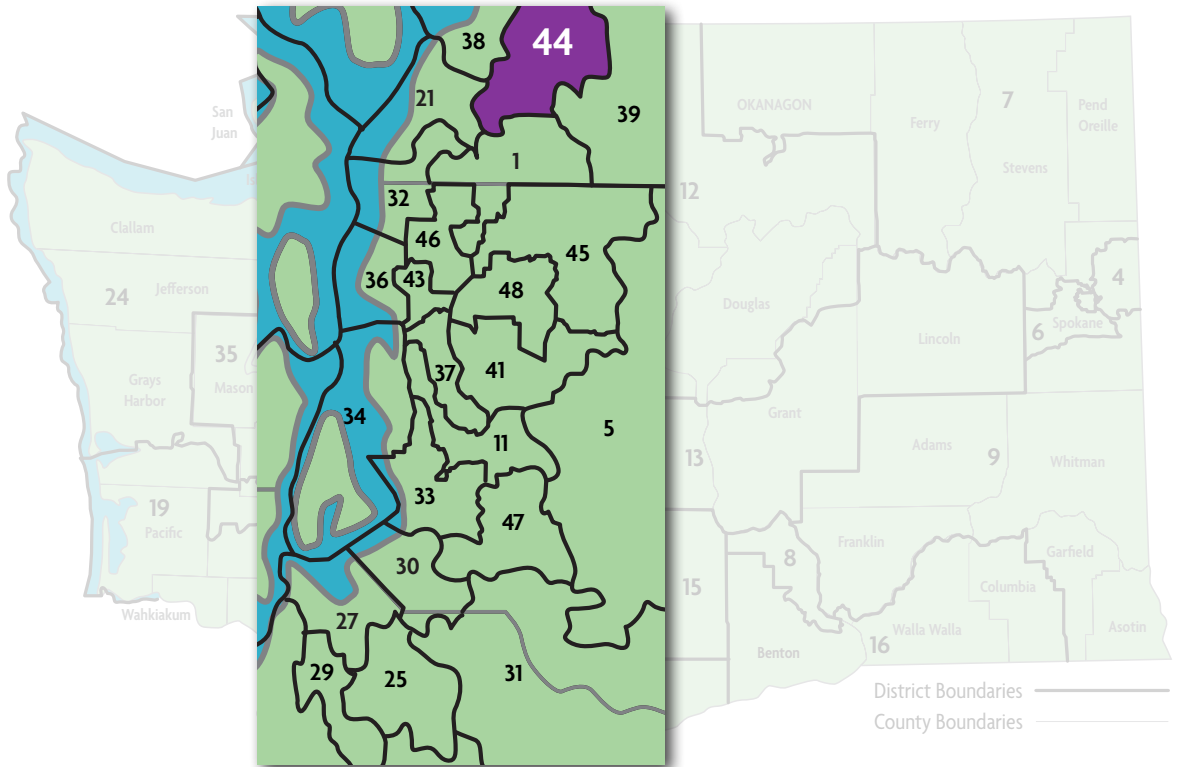 38
44
21
39
1
32
46
45
36
43
48
37
41
34
5
11
33
47
30
27
29
25
31
San
Juan
Clallam
24
Jefferson
35
Mason
Grays
Harbor
19
Pacific
Wahkiakum
OKANAGON
7
Ferry
Pend
Oreille
Stevens
12
Douglas
4
6
Spokane
Lincoln
Grant
Adams
9
Whitman
13
Franklin
8
Garfield
15
Columbia
Walla Walla
Asotin
Benton
16
District Boundaries
County Boundaries